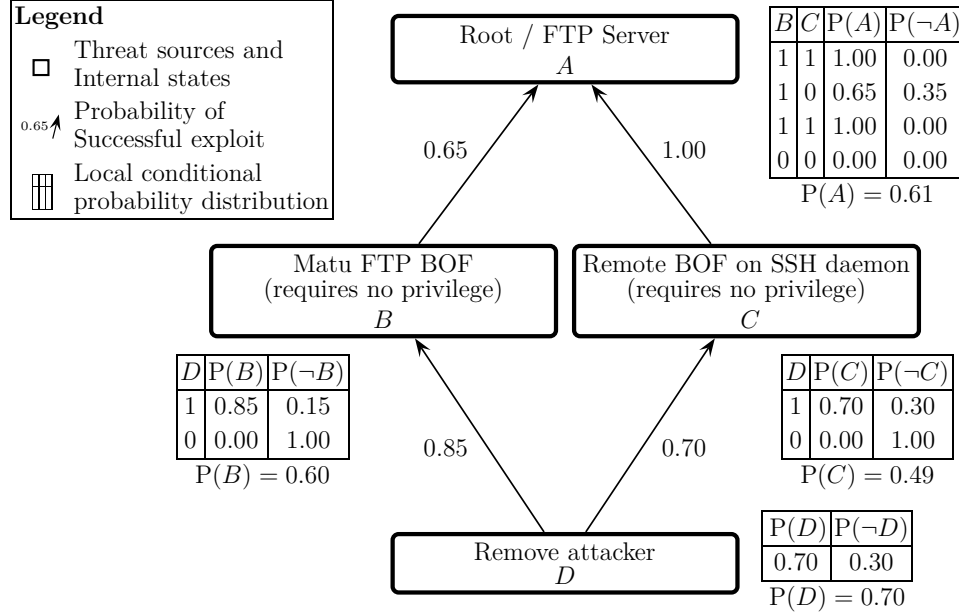 Legend
Threat sources and
Internal states
0.65
Probability of
Successful exploit
Local conditional
probability distribution
Root / FTP Server
A
B C P(A) P(¬A)
1 1 1.00 0.00
1 0 0.65 0.35
1 1 1.00 0.00
0 0 0.00 0.00
P(A) = 0.61
0.65
1.00
Matu FTP BOF
(requires no privilege)
B
Remote BOF on SSH daemon
(requires no privilege)
C
D P(B) P(¬B)
1 0.85 0.15
0 0.00 1.00
P(B) = 0.60
D P(C) P(¬C)
1 0.70 0.30
0 0.00 1.00
P(C) = 0.49
0.85
0.70
Remove attacker
D
P(D) P(¬D)
0.70 0.30
P(D) = 0.70